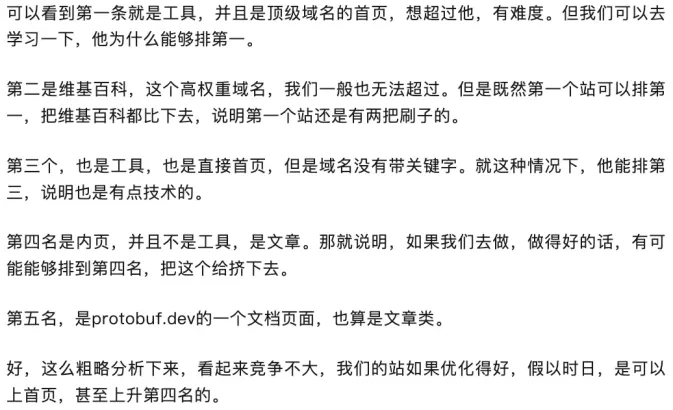 可以看到第一条就是工具，并且是顶级域名的首页，想超过他，有难度。但我们可以去
学习一下，他为什么能够排第一。
第二是维基百科，这个高权重域名，我们一般也无法超过。但是既然第一个站可以排第
一，把维基百科都比下去，说明第一个站还是有两把刷子的。
第三个，也是工具，也是直接首页，但是域名没有带关键字。就这种情况下，他能排第
三，说明也是有点技术的。
第四名是内页，并且不是工具，是文章。那就说明，如果我们去做，做得好的话，有可
能能够排到第四名，把这个给挤下去。
第五名，是protobuf.dev的一个文档页面，也算是文章类。
好，这么粗略分析下来，看起来竞争不大，我们的站如果优化得好，假以时日，是可以
上首页，甚至上升第四名的。